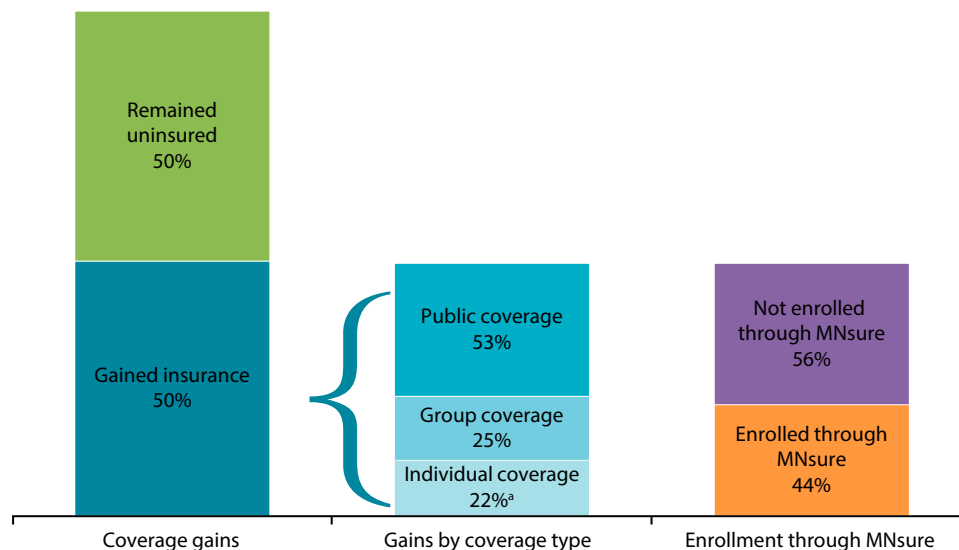 Remained
uninsured
50%
Gained insurance
50%
Public coverage
53%
Group coverage
25%
Individual coverage
22%ᵃ
Not enrolled
through MNsure
56%
Enrolled through
MNsure
44%
Coverage gains
Gains by coverage type
Enrollment through MNsure